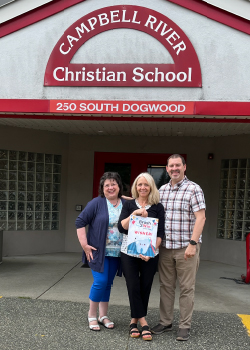 CAMPBELL RIVER
Christian School
250 SOUTH DOGWOOD
WINNER